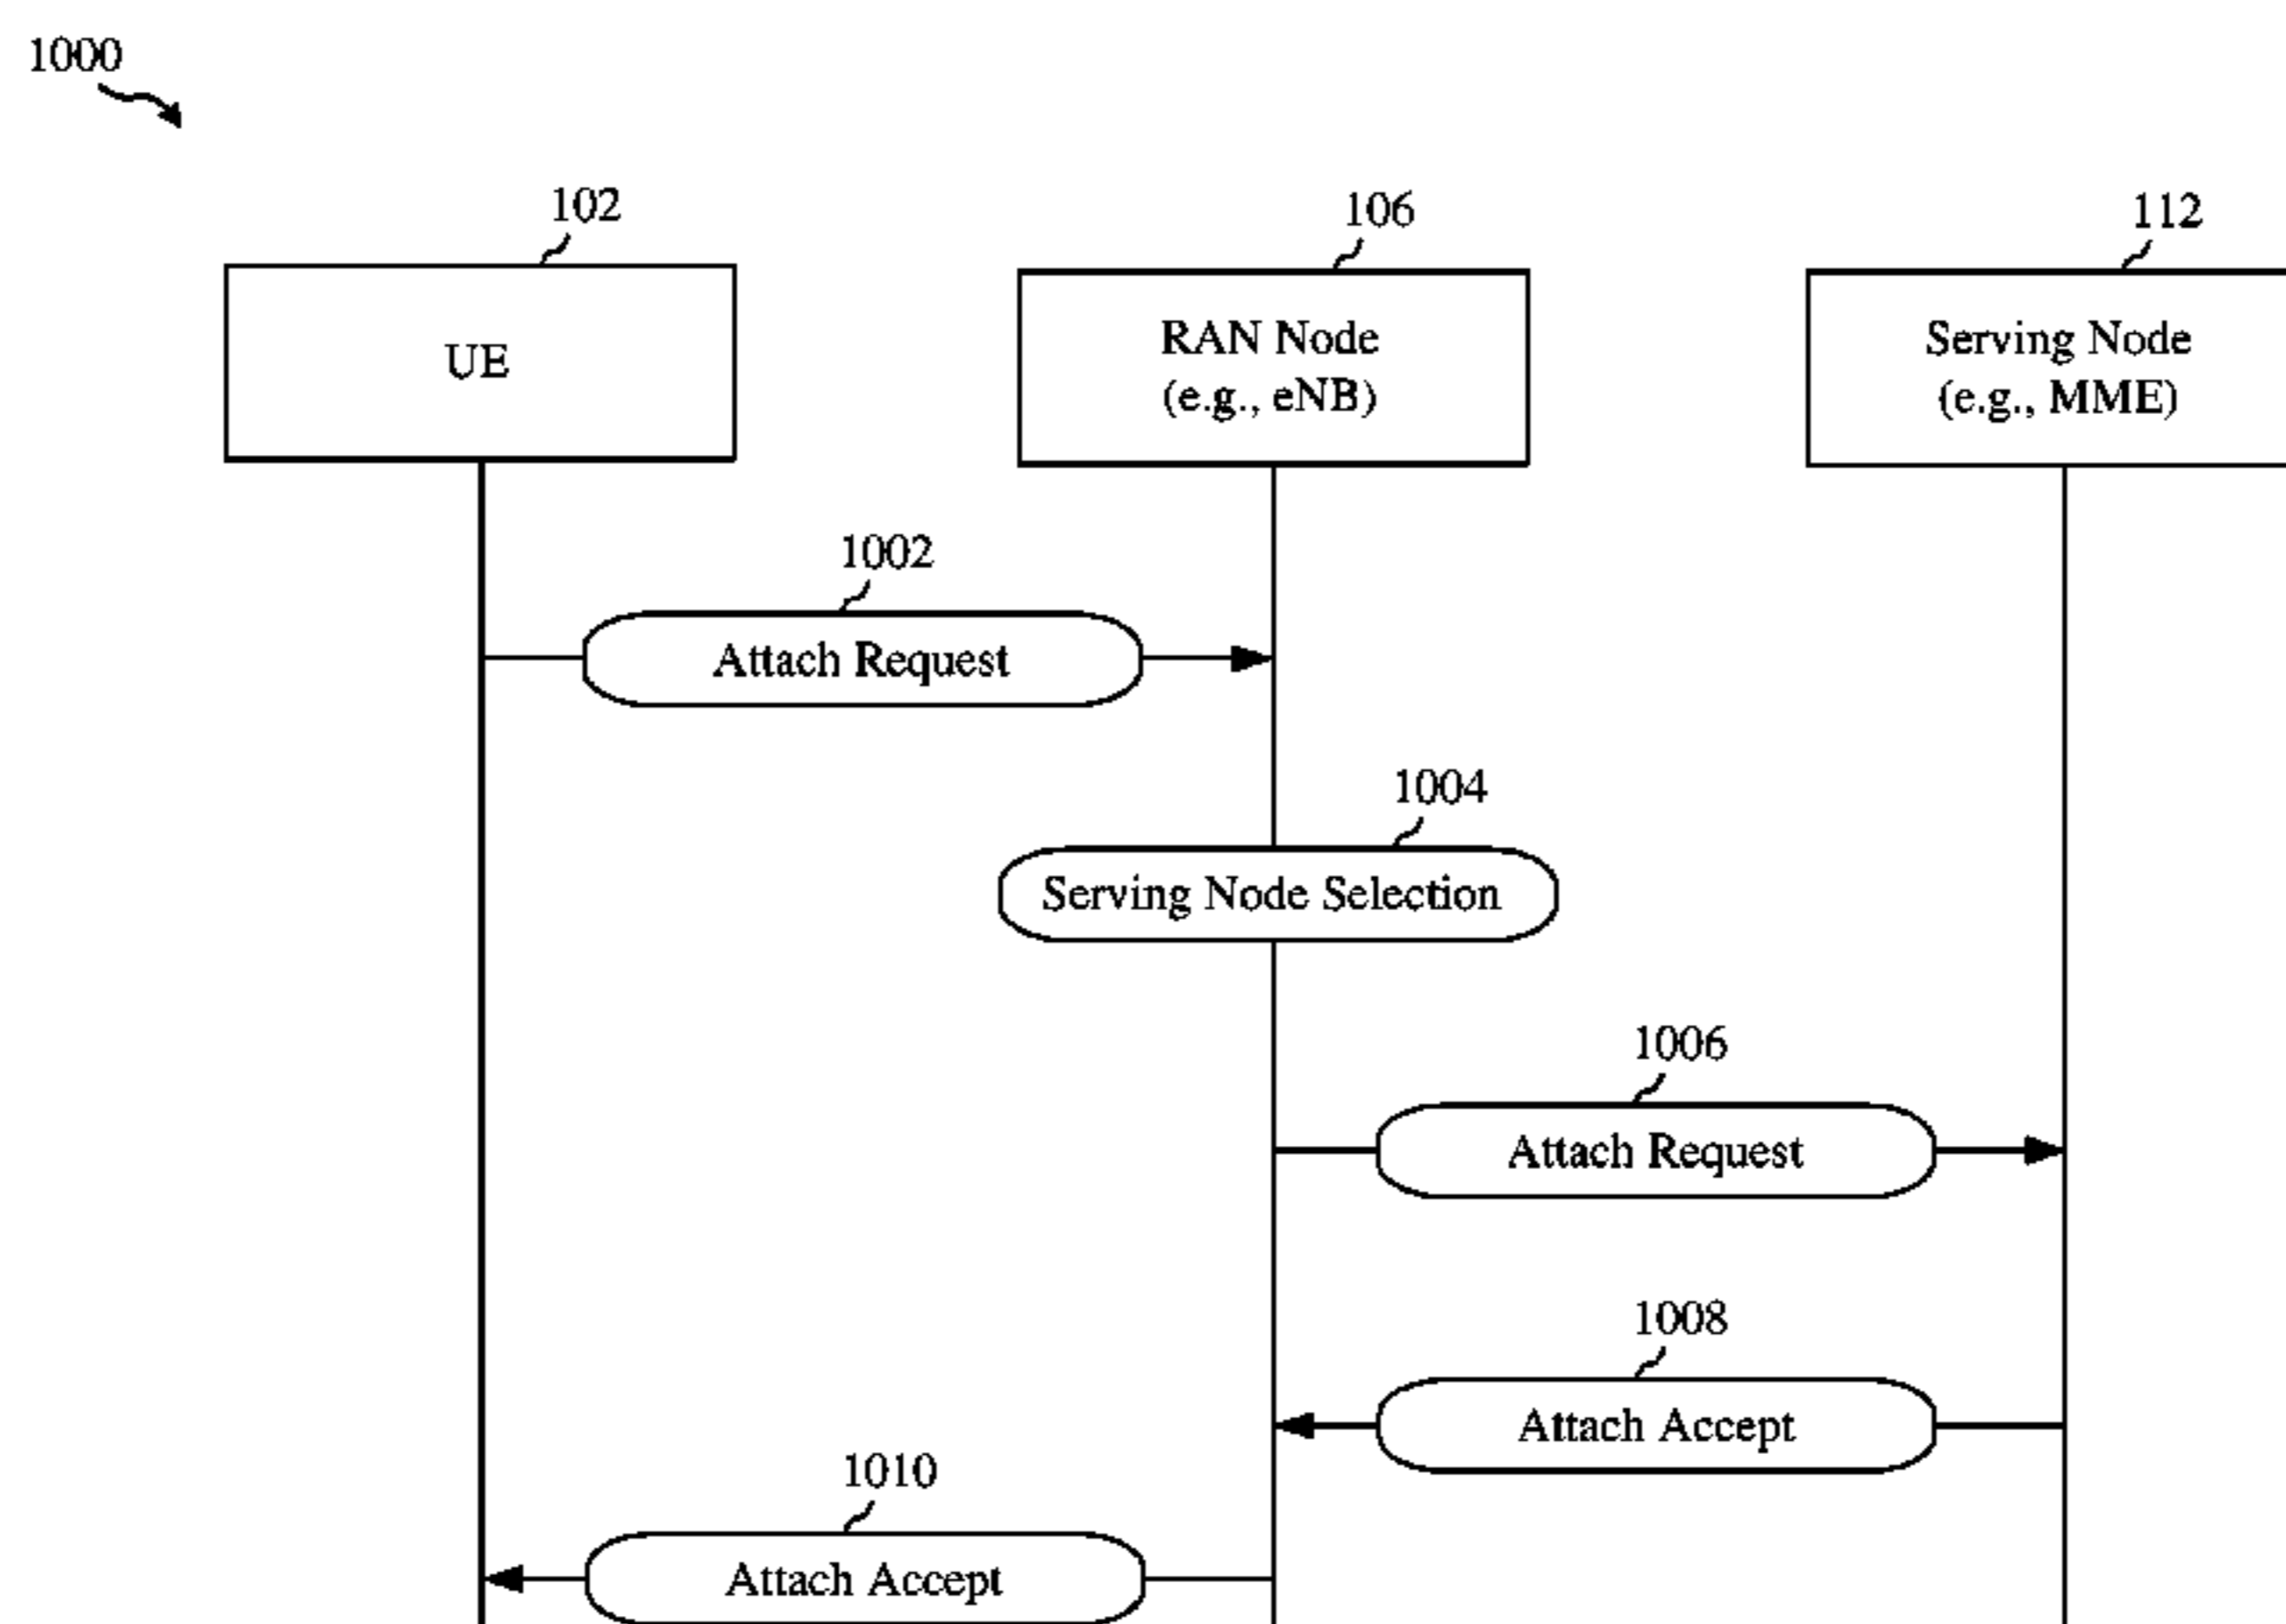 1000
102
106
112
UE
RAN Node
(e.g., eNB)
Serving Node
(e.g., MME)
1002
Attach Request
1004
Serving Node Selection
1006
Attach Request
1008
Attach Accept
1010
Attach Accept